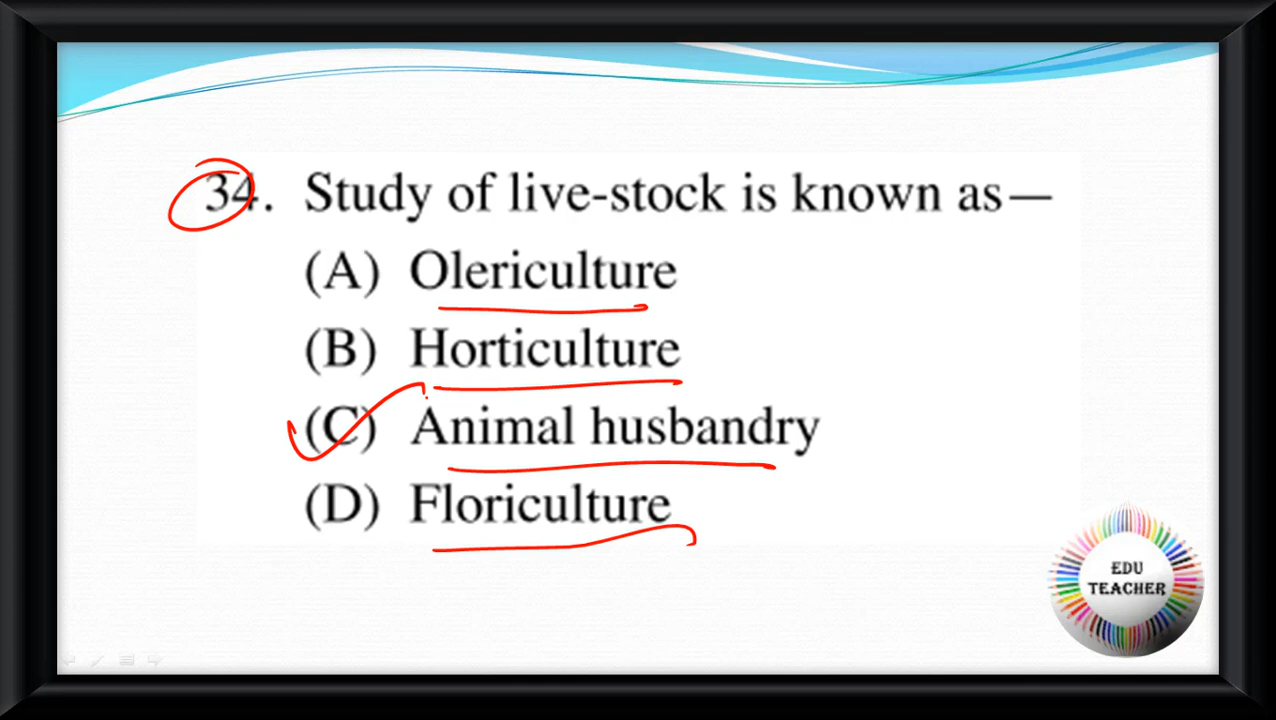 34. Study of live-stock is known as—
(A) Olericulture
(B) Horticulture
(C) Animal husbandry
(D) Floriculture
EDU
TEACHER